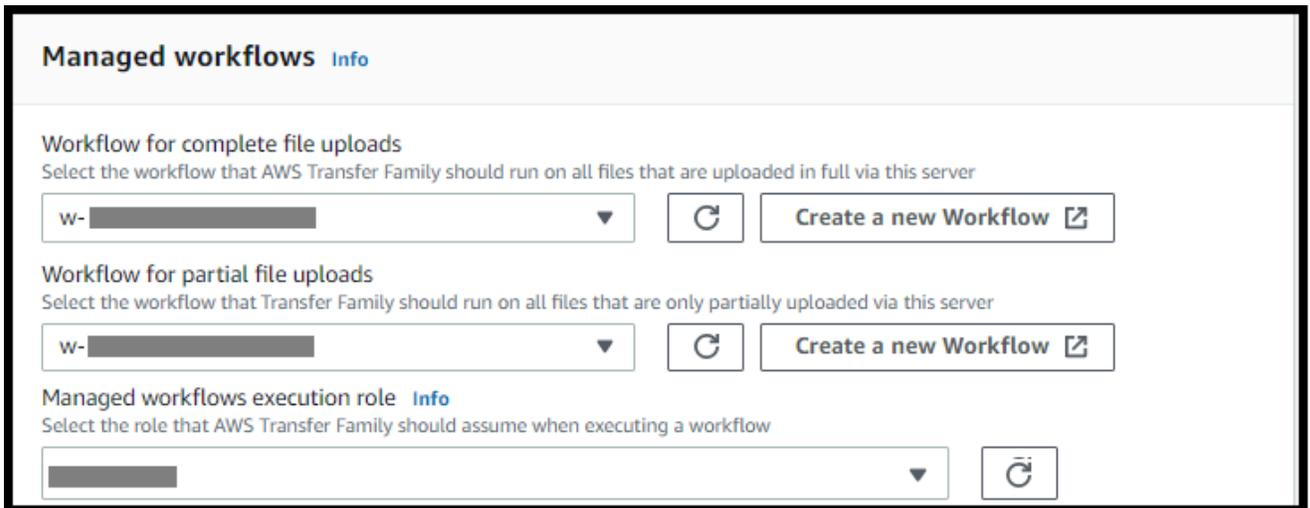 Managed workflows Info
Workflow for complete file uploads
Select the workflow that AWS Transfer Family should run on all files that are uploaded in full via this server
w-
Create a new Workflow
Workflow for partial file uploads
Select the workflow that Transfer Family should run on all files that are only partially uploaded via this server
w-
Create a new Workflow
Managed workflows execution role Info
Select the role that AWS Transfer Family should assume when executing a workflow